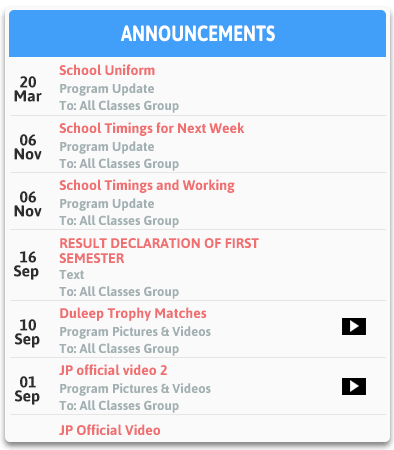 ANNOUNCEMENTS
20
Mar
School Uniform
Program Update
To: All Classes Group
06
Nov
School Timings for Next Week
Program Update
To: All Classes Group
06
Nov
School Timings and Working
Program Update
To: All Classes Group
16
Sep
RESULT DECLARATION OF FIRST
SEMESTER
Text
To: All Classes Group
10
Sep
Duleep Trophy Matches
Program Pictures & Videos
To: All Classes Group
01
Sep
JP official video 2
Program Pictures & Videos
To: All Classes Group
JP Official Video